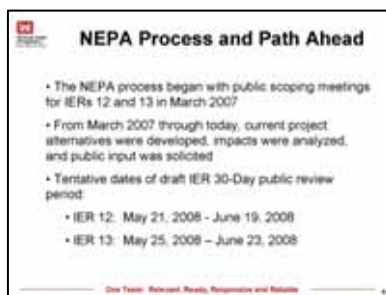 NEPA Process and Path Ahead
• The NEPA process began with public scoping meetings
for IERs 12 and 13 in March 2007
• From March 2007 through today, current project
alternatives were developed, impacts were analyzed,
and public input was solicited
• Tentative dates of draft IER 30-Day public review
period:
• IER 12: May 21, 2008 - June 19, 2008
• IER 13: May 25, 2008 – June 23, 2008
One Team: Relevant, Ready, Responsive and Reliable